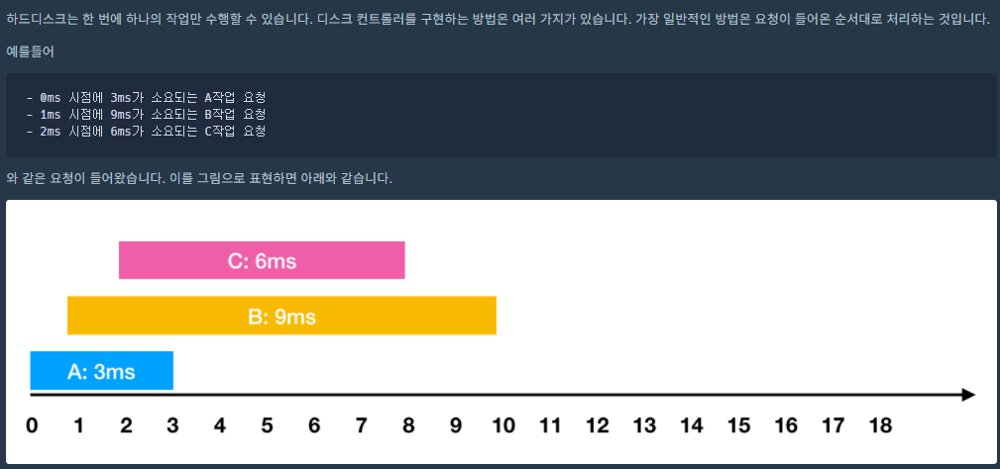 하드디스크는 한 번에 하나의 작업만 수행할 수 있습니다. 디스크 컨트롤러를 구현하는 방법은 여러 가지가 있습니다. 가장 일반적인 방법은 요청이 들어온 순서대로 처리하는 것입니다.
예를들어
- 0ms 시점에 3ms가 소요되는 A작업 요청
- 1ms 시점에 9ms가 소요되는 B작업 요청
- 2ms 시점에 6ms가 소요되는 C작업 요청
와 같은 요청이 들어왔습니다. 이를 그림으로 표현하면 아래와 같습니다.
C: 6ms
B: 9ms
A: 3ms
0 1 2 3 4 5 6 7 8 9 10 11 12 13 14 15 16 17 18